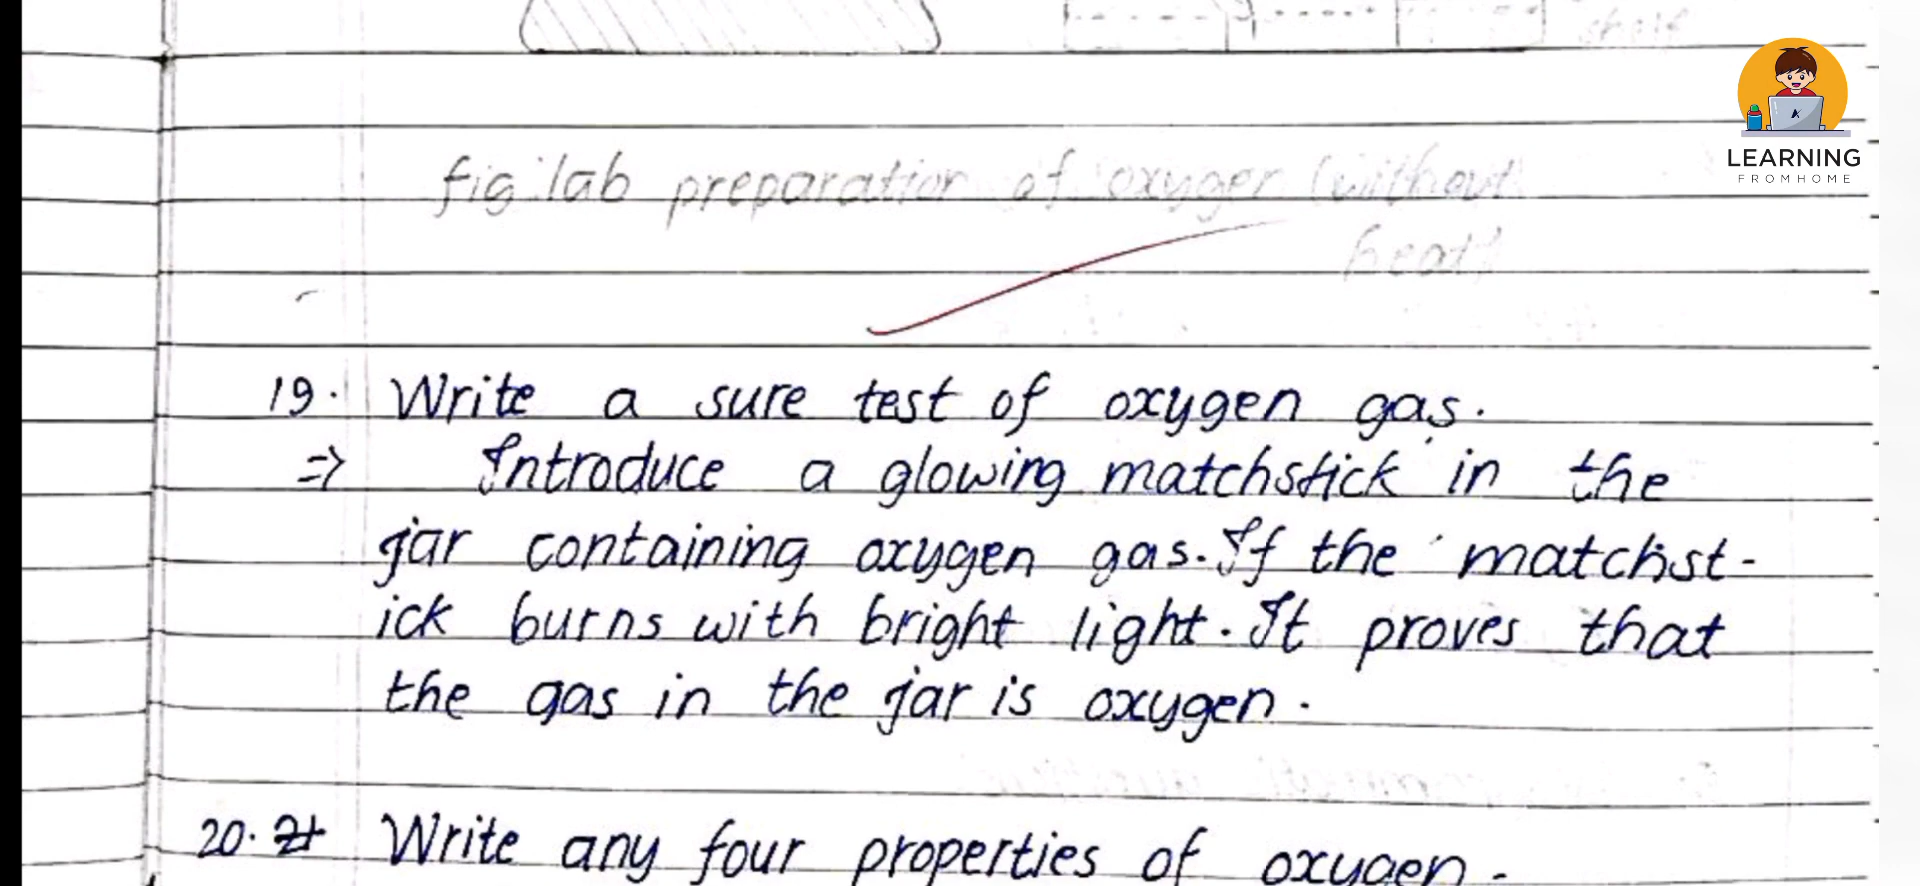 shelf
LEARNING
FROMHOME
fig: lab preparation of oxygen (without
heat)
19. Write a sure test of oxygen gas.
=> Introduce a glowing matchstick in the
jar containing oxygen gas. If the matchst-
ick burns with bright light. It proves that
the gas in the jar is oxygen.
20. Write any four properties of oxygen.